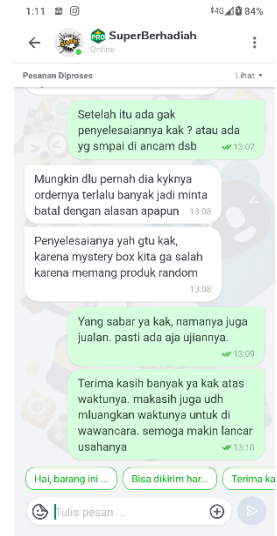 1:11
84%
PRO SuperBerhadiah
Online
Pesanan Diproses
Lihat
Setelah itu ada gak
penyelesaiannya kak ? atau ada
yg smpai di ancam dsb
13:07
Mungkin dlu pernah dia kyknya
ordernya terlalu banyak jadi minta
batal dengan alasan apapun
13:08
Penyelesaianya yah gtu kak,
karena mystery box kita ga salah
karena memang produk random
13:08
Yang sabar ya kak, namanya juga
jualan. pasti ada aja ujiannya.
13:09
Terima kasih banyak ya kak atas
waktunya. makasih juga udh
mluangkan waktunya untuk di
wawancara. semoga makin lancar
usahanya
13:10
Hai, barang ini ...
Bisa dikirim har...
Terima ka
Tulis pesan ...